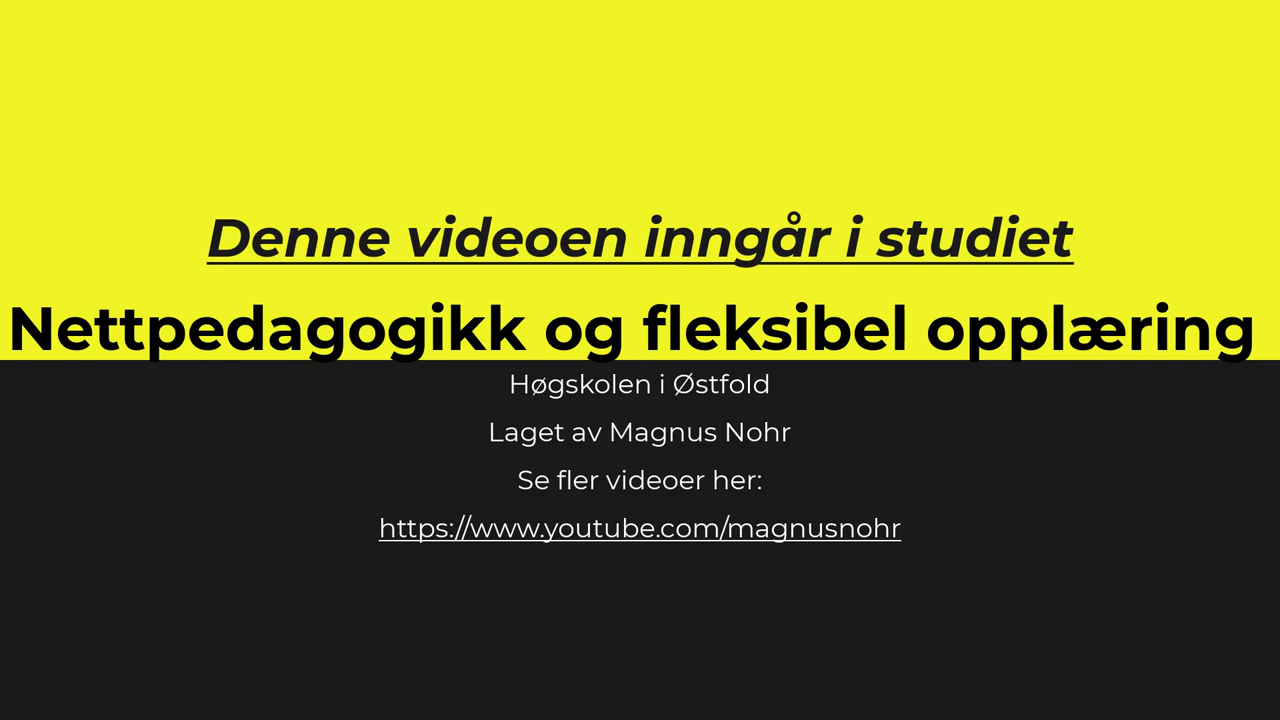 Denne videoen inngår i studiet
Nettpedagogikk og fleksibel opplæring
Høgskolen i Østfold
Laget av Magnus Nohr
Se fler videoer her:
https://www.youtube.com/magnusnohr